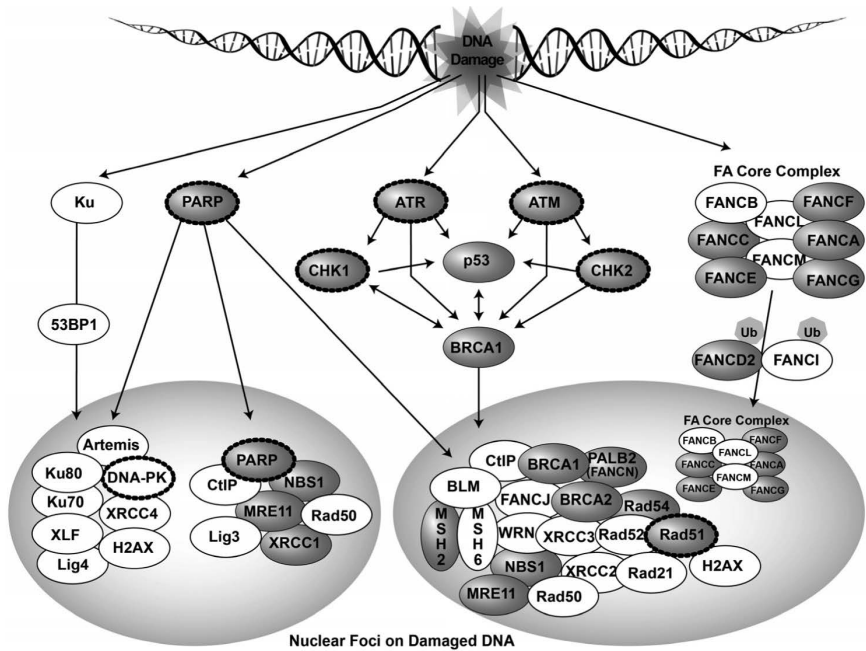 DNA
Damage
FA Core Complex
Ku
PARP
ATR
ATM
FANCB
FANCF
FANCL
FANCC
FANCA
FANCM
FANCE
FANCG
CHK1
p53
CHK2
53BP1
BRCA1
Ub
Ub
FANCD2
FANCI
Artemis
Ku80
DNA-PK
Ku70
XRCC4
XLF
H2AX
Lig4
PARP
CtIP
NBS1
MRE11
Rad50
Lig3
XRCC1
CtIP
BRCA1
PALB2
(FANCN)
BLM
FANCJ
BRCA2
Rad54
MSH2
MSH6
WRN
XRCC3
Rad52
Rad51
NBS1
XRCC2
Rad21
H2AX
MRE11
Rad50
FA Core Complex
FANCB
FANCF
FANCL
FANCC
FANCA
FANCM
FANCE
FANCG
Nuclear Foci on Damaged DNA